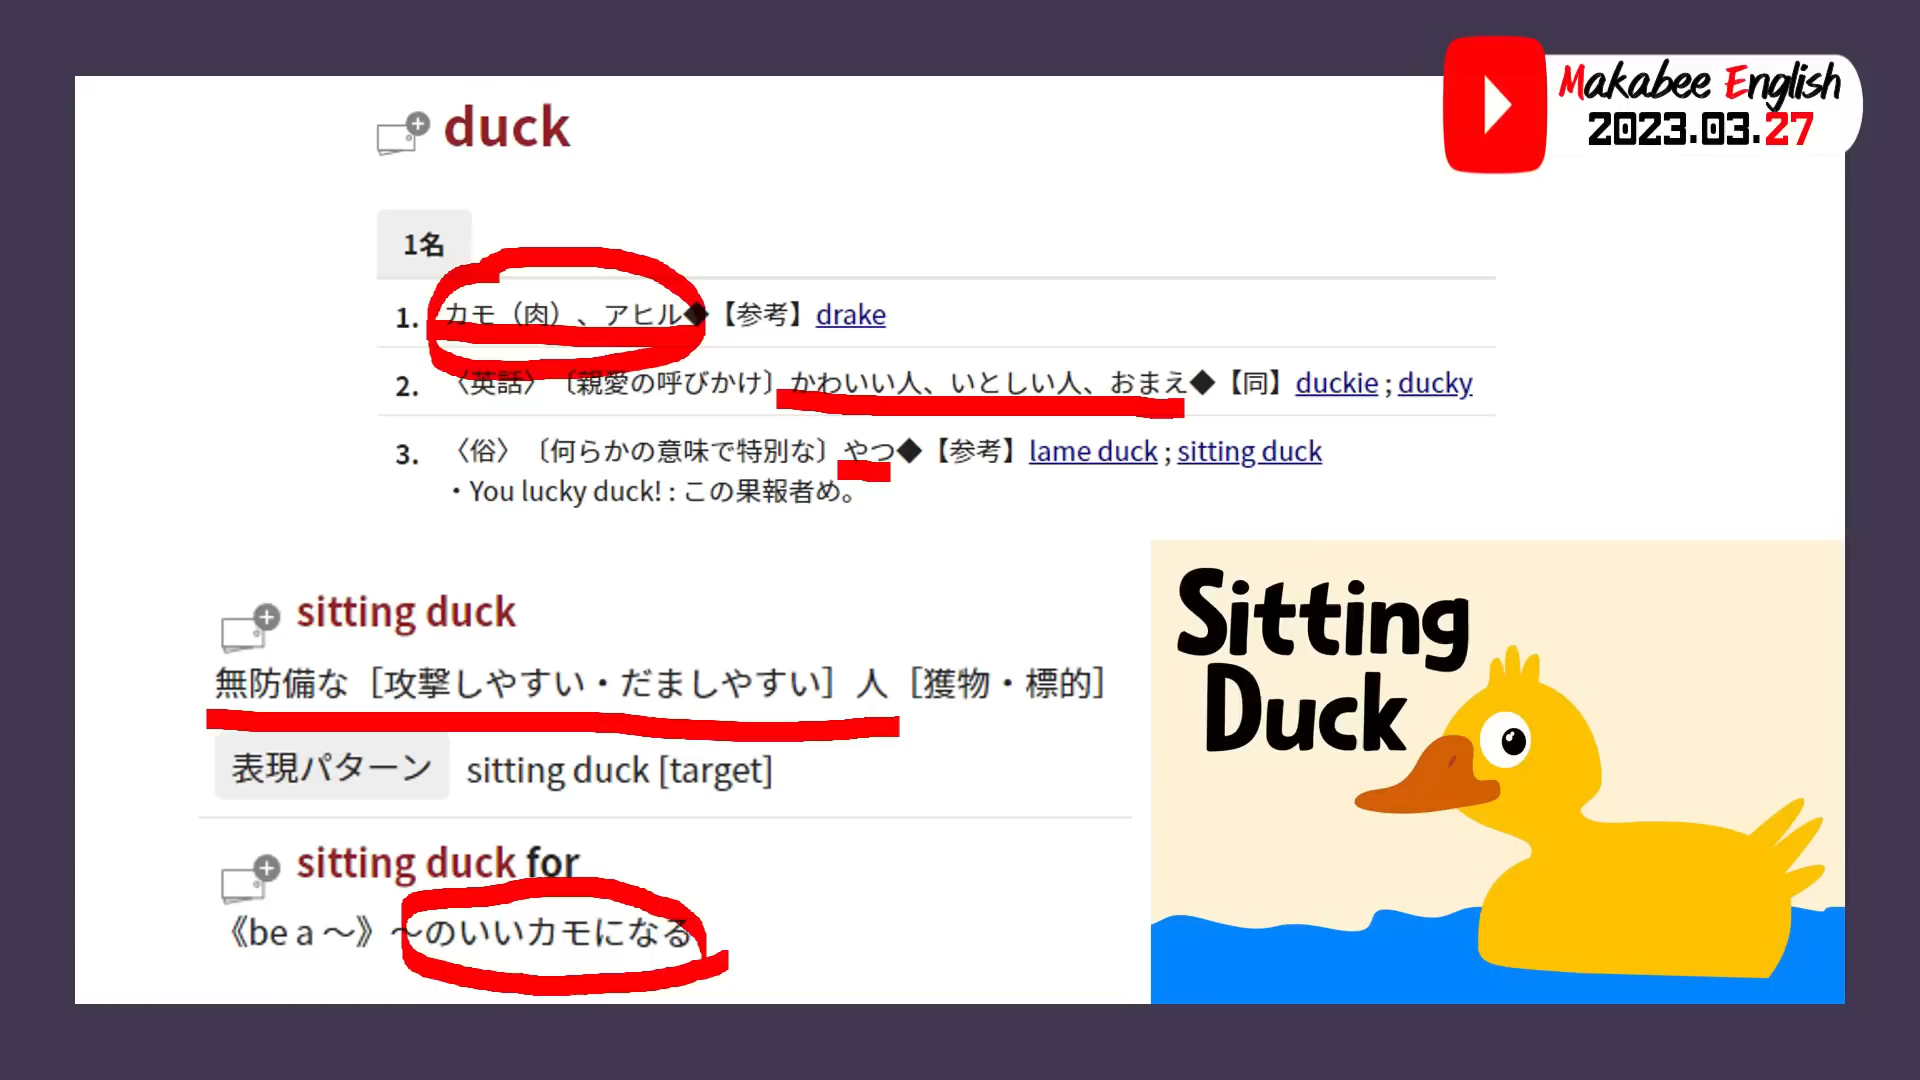 Makabee English
2023.03.27
duck
1名
1. カモ（肉）、アヒル◆【参考】drake
2. 〈英話〉〔親愛の呼びかけ〕かわいい人、いとしい人、おまえ◆【同】duckie ; ducky
3. 〈俗〉〔何らかの意味で特別な〕やつ◆【参考】lame duck ; sitting duck
・You lucky duck! : この果報者め。
sitting duck
無防備な［攻撃しやすい・だましやすい］人［獲物・標的］
表現パターン sitting duck [target]
sitting duck for
《be a ～》～のいいカモになる
Sitting
Duck